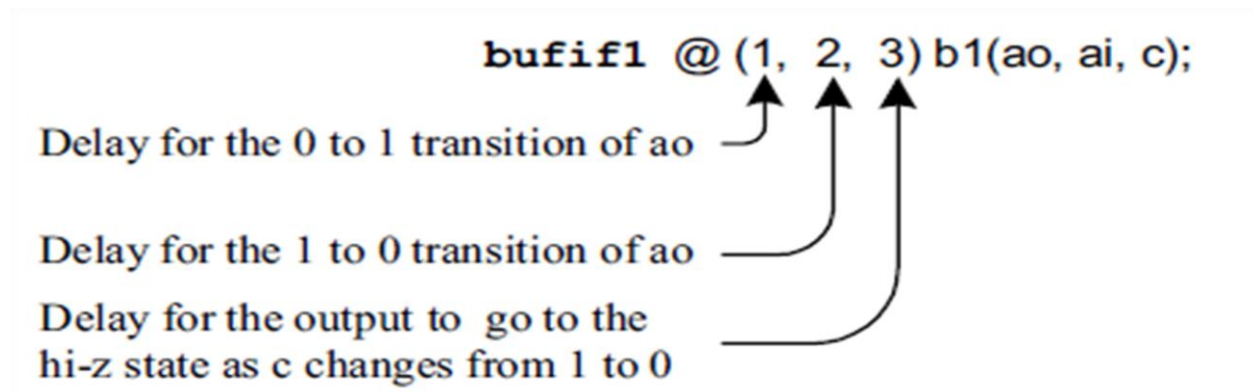 bufif1 @ (1, 2, 3) b1(ao, ai, c);
Delay for the 0 to 1 transition of ao
Delay for the 1 to 0 transition of ao
Delay for the output to go to the
hi-z state as c changes from 1 to 0